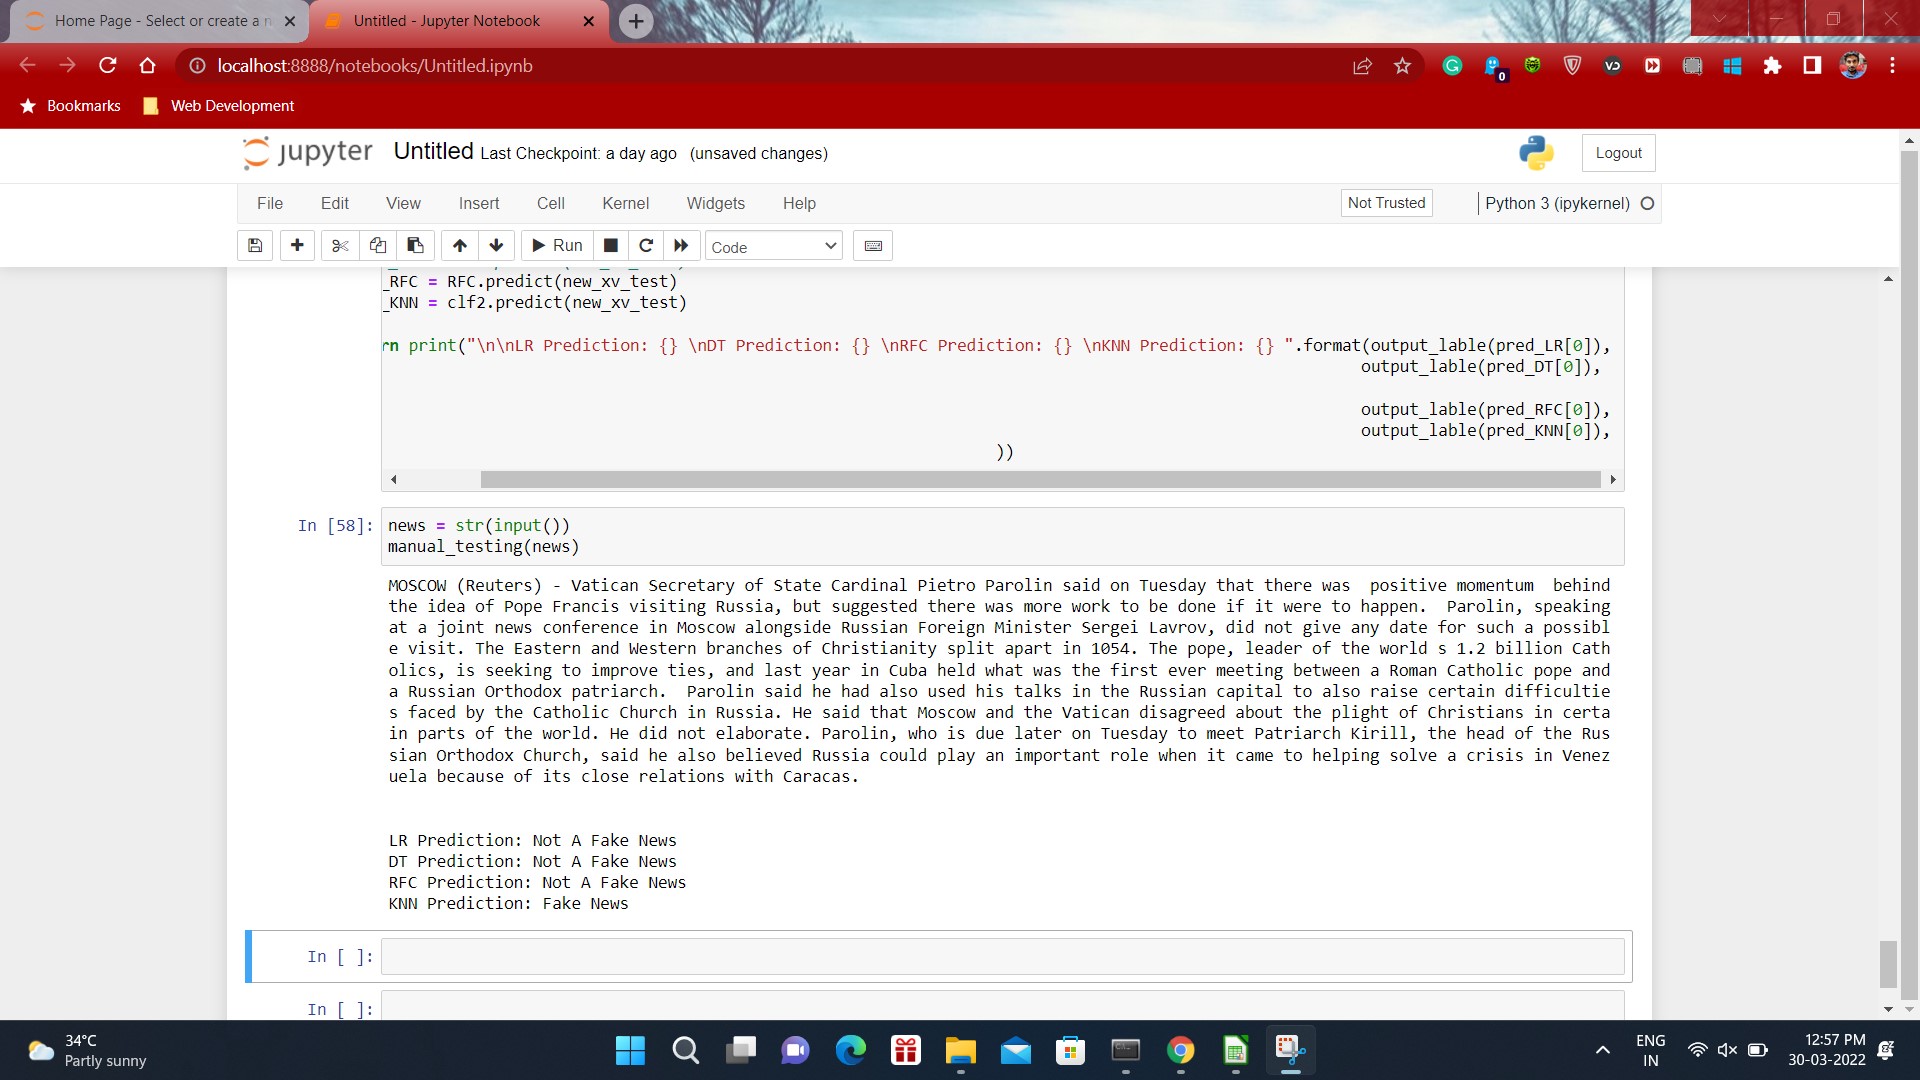 Home Page - Select or create a n
Untitled - Jupyter Notebook
localhost:8888/notebooks/Untitled.ipynb
0
VD
Bookmarks
Web Development
jupyter Untitled Last Checkpoint: a day ago (unsaved changes)
Logout
File Edit View Insert Cell Kernel Widgets Help
Not Trusted
Python 3 (ipykernel)
Run
Code
_RFC = RFC.predict(new_xv_test)
_KNN = clf2.predict(new_xv_test)
rn print("\n\nLR Prediction: {} \nDT Prediction: {} \nRFC Prediction: {} \nKNN Prediction: {} ".format(output_lable(pred_LR[0]),
output_lable(pred_DT[0]),
output_lable(pred_RFC[0]),
output_lable(pred_KNN[0]),
))
In [58]: news = str(input())
manual_testing(news)
MOSCOW (Reuters) - Vatican Secretary of State Cardinal Pietro Parolin said on Tuesday that there was  positive momentum  behind
the idea of Pope Francis visiting Russia, but suggested there was more work to be done if it were to happen.  Parolin, speaking
at a joint news conference in Moscow alongside Russian Foreign Minister Sergei Lavrov, did not give any date for such a possibl
e visit. The Eastern and Western branches of Christianity split apart in 1054. The pope, leader of the world s 1.2 billion Cath
olics, is seeking to improve ties, and last year in Cuba held what was the first ever meeting between a Roman Catholic pope and
a Russian Orthodox patriarch.  Parolin said he had also used his talks in the Russian capital to also raise certain difficultie
s faced by the Catholic Church in Russia. He said that Moscow and the Vatican disagreed about the plight of Christians in certa
in parts of the world. He did not elaborate. Parolin, who is due later on Tuesday to meet Patriarch Kirill, the head of the Rus
sian Orthodox Church, said he also believed Russia could play an important role when it came to helping solve a crisis in Venez
uela because of its close relations with Caracas.
LR Prediction: Not A Fake News
DT Prediction: Not A Fake News
RFC Prediction: Not A Fake News
KNN Prediction: Fake News
In [ ]:
In [ ]:
34°C
Partly sunny
ENG
IN
12:57 PM
30-03-2022